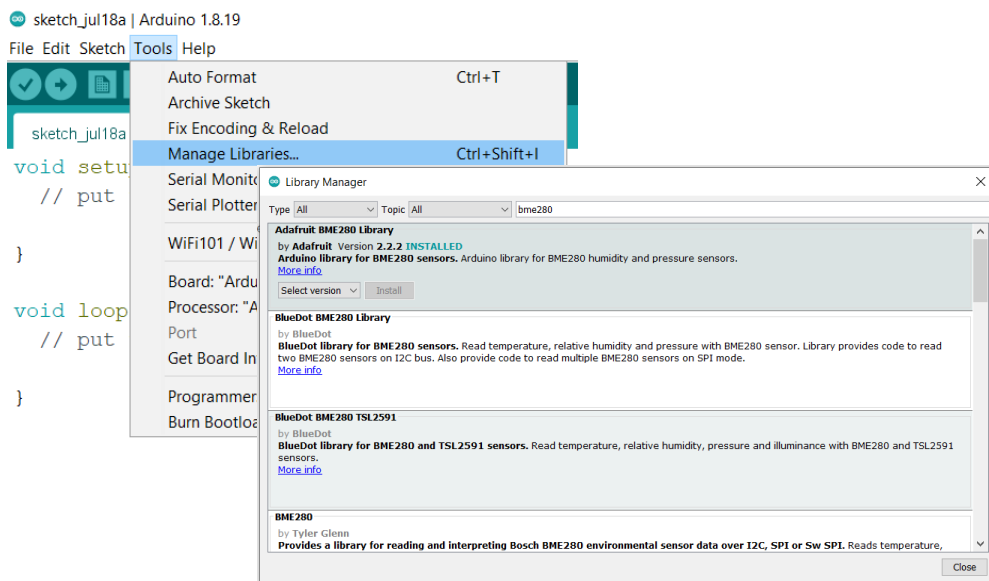 sketch_jul18a | Arduino 1.8.19
File Edit Sketch Tools Help
Auto Format Ctrl+T
Archive Sketch
Fix Encoding & Reload
Manage Libraries... Ctrl+Shift+I
Serial Plotter
WiFi101 /
Board:
Processor:
Port
Get Board
Burn
sketch_jul18a
void
// put
}
void loop
// put
}
Library Manager
Type All Topic All bme280
Adafruit BME280 Library
by Adafruit Version 2.2.2 INSTALLED
Arduino library for BME280 sensors. Arduino library for BME280 humidity and pressure sensors.
More info
Select version Install
BlueDot BME280 Library
by BlueDot
BlueDot library for BME280 sensors. Read temperature, relative humidity and pressure with BME280 sensor. Library provides code to read
two BME280 sensors on I2C bus. Also provide code to read multiple BME280 sensors on SPI mode.
More info
BlueDot BME280 TSL2591
by BlueDot
BlueDot library for BME280 and TSL2591 sensors. Read temperature, relative humidity, pressure and illuminance with BME280 and TSL2591
sensors.
More info
BME280
by Tyler Glenn
Provides a library for reading and interpreting Bosch BME280 environmental sensor data over I2C, SPI or Sw SPI. Reads temperature,
Close